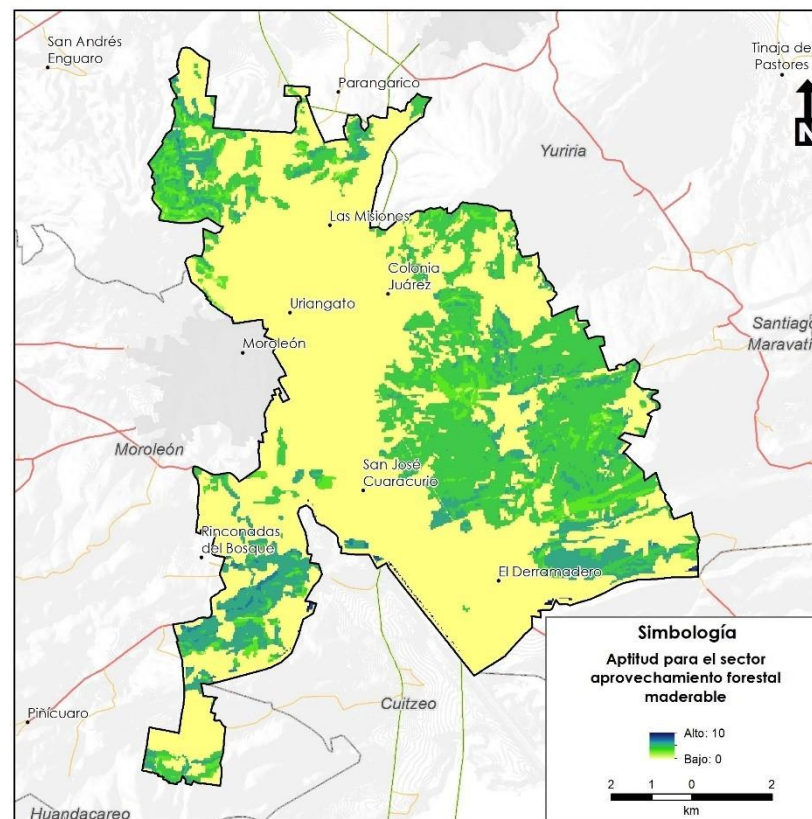 San Andrés
Enguaro
Parangarico
Tinaja de
Pastores
N
Yuriria
Las Misiones
Colonia
Juárez
Uriangato
Moroleón
Santiago
Maravatí
Moroleón
San José
Cuaracurio
Rinconadas
del Bosque
El Derramadero
Piñícuaro
Cuitzeo
Huandacareo
Simbología
Aptitud para el sector
aprovechamiento forestal
maderable
Alto: 10
Bajo: 0
2 1 0 2
km